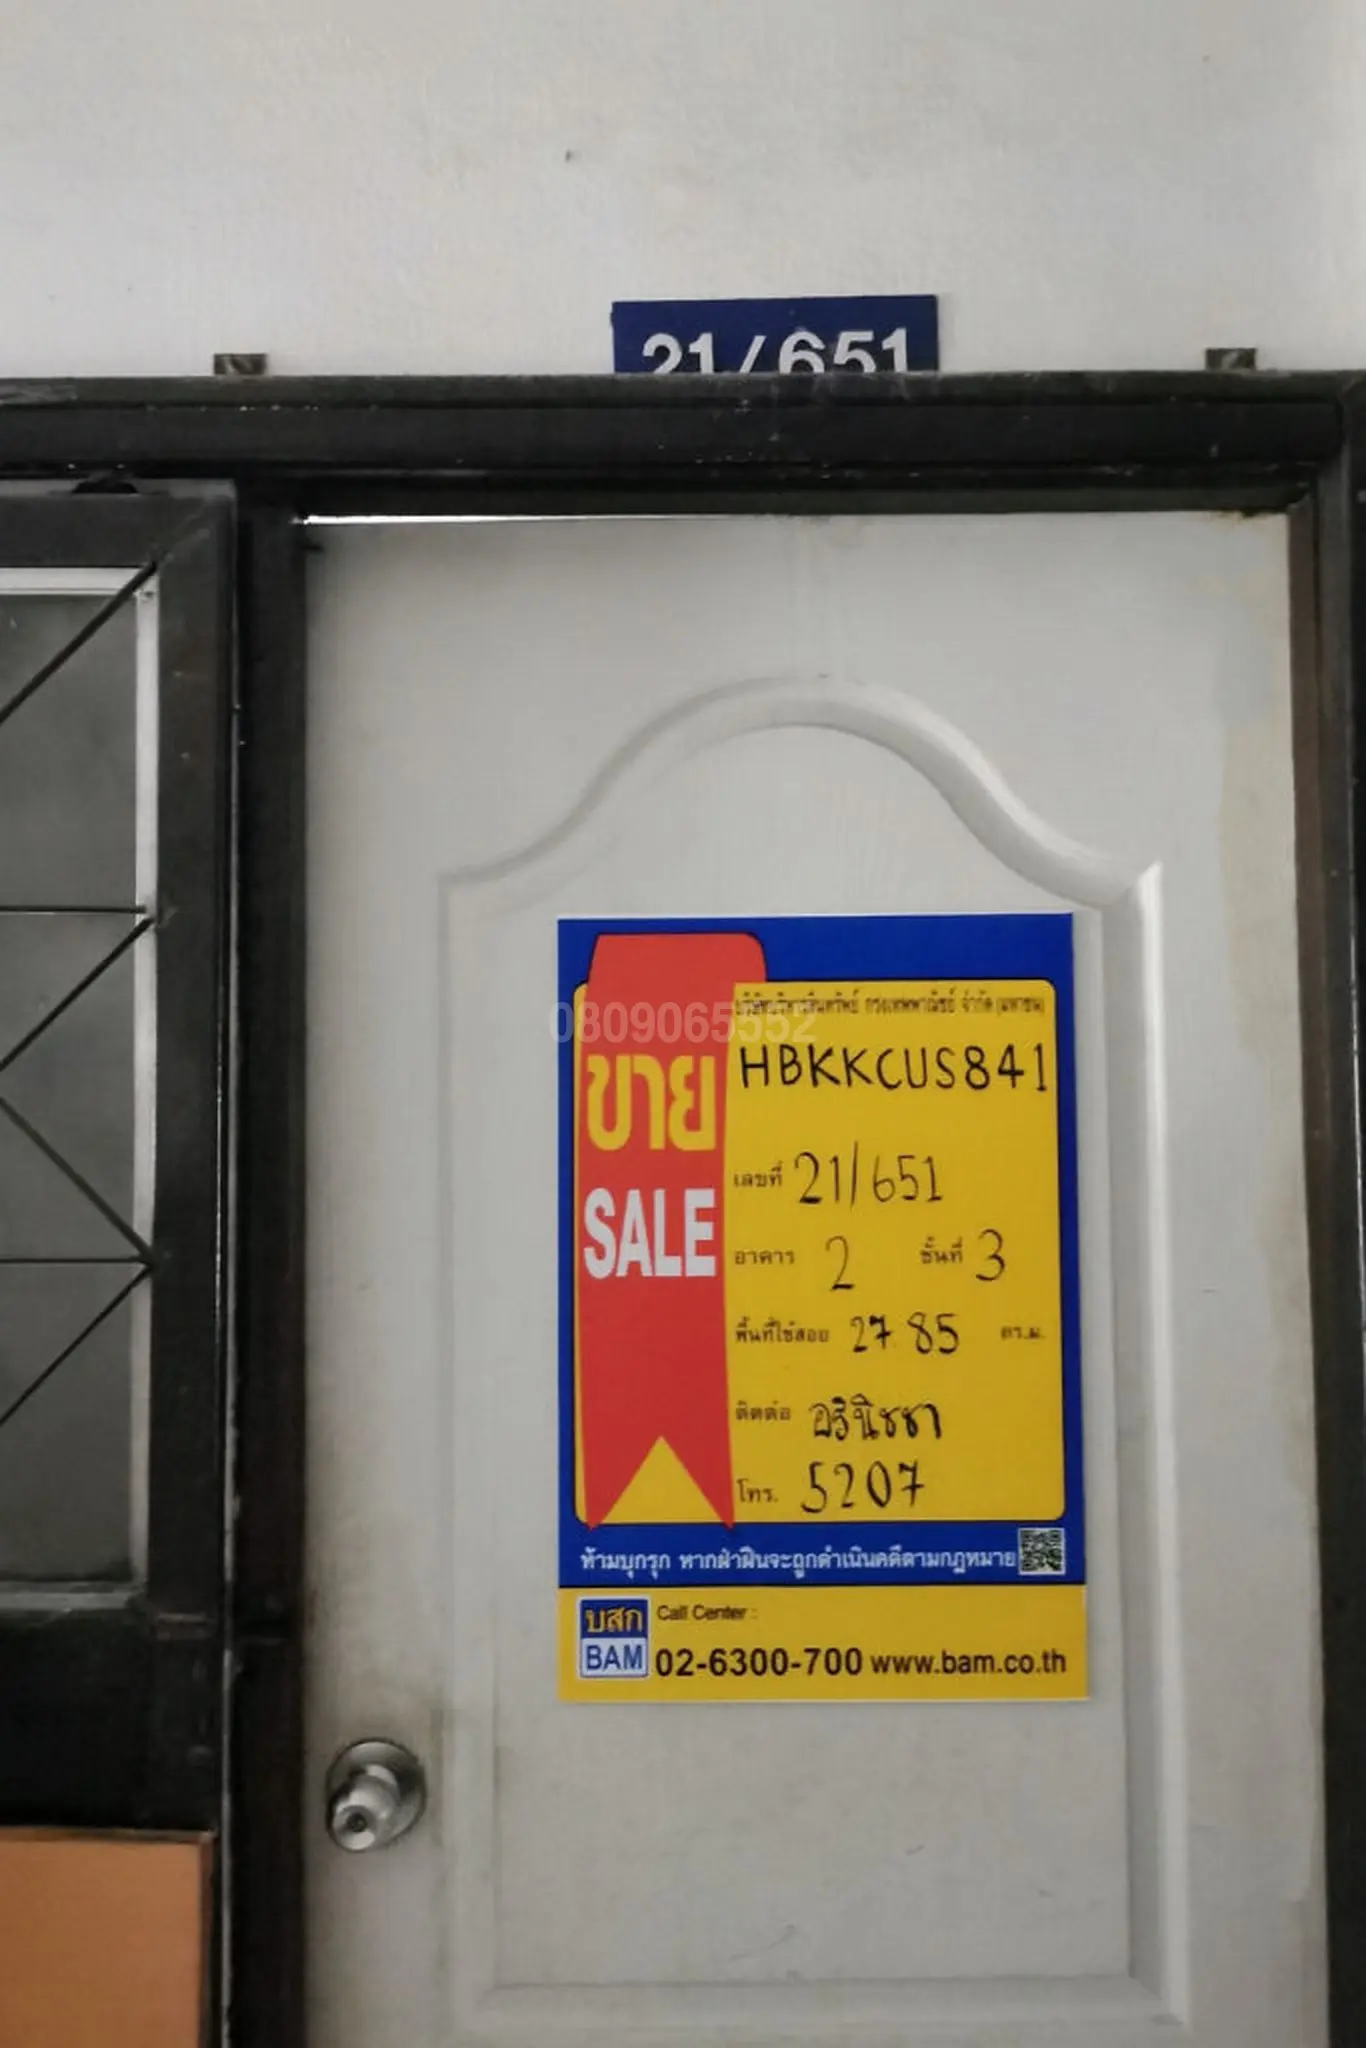 21/651
บริษัทบริหารสินทรัพย์ กรุงเทพพาณิชย์ จำกัด (มหาชน)
0809065552
ขาย
SALE
HBKKCUS841
เลขที่ 21/651
อาคาร 2 ชั้นที่ 3
พื้นที่ใช้สอย 27.85 ตร.ม.
ติดต่อ อรินิชชา
โทร. 5207
ห้ามบุกรุก หากฝ่าฝืนจะถูกดำเนินคดีตามกฎหมาย
บสก
BAM
Call Center :
02-6300-700 www.bam.co.th